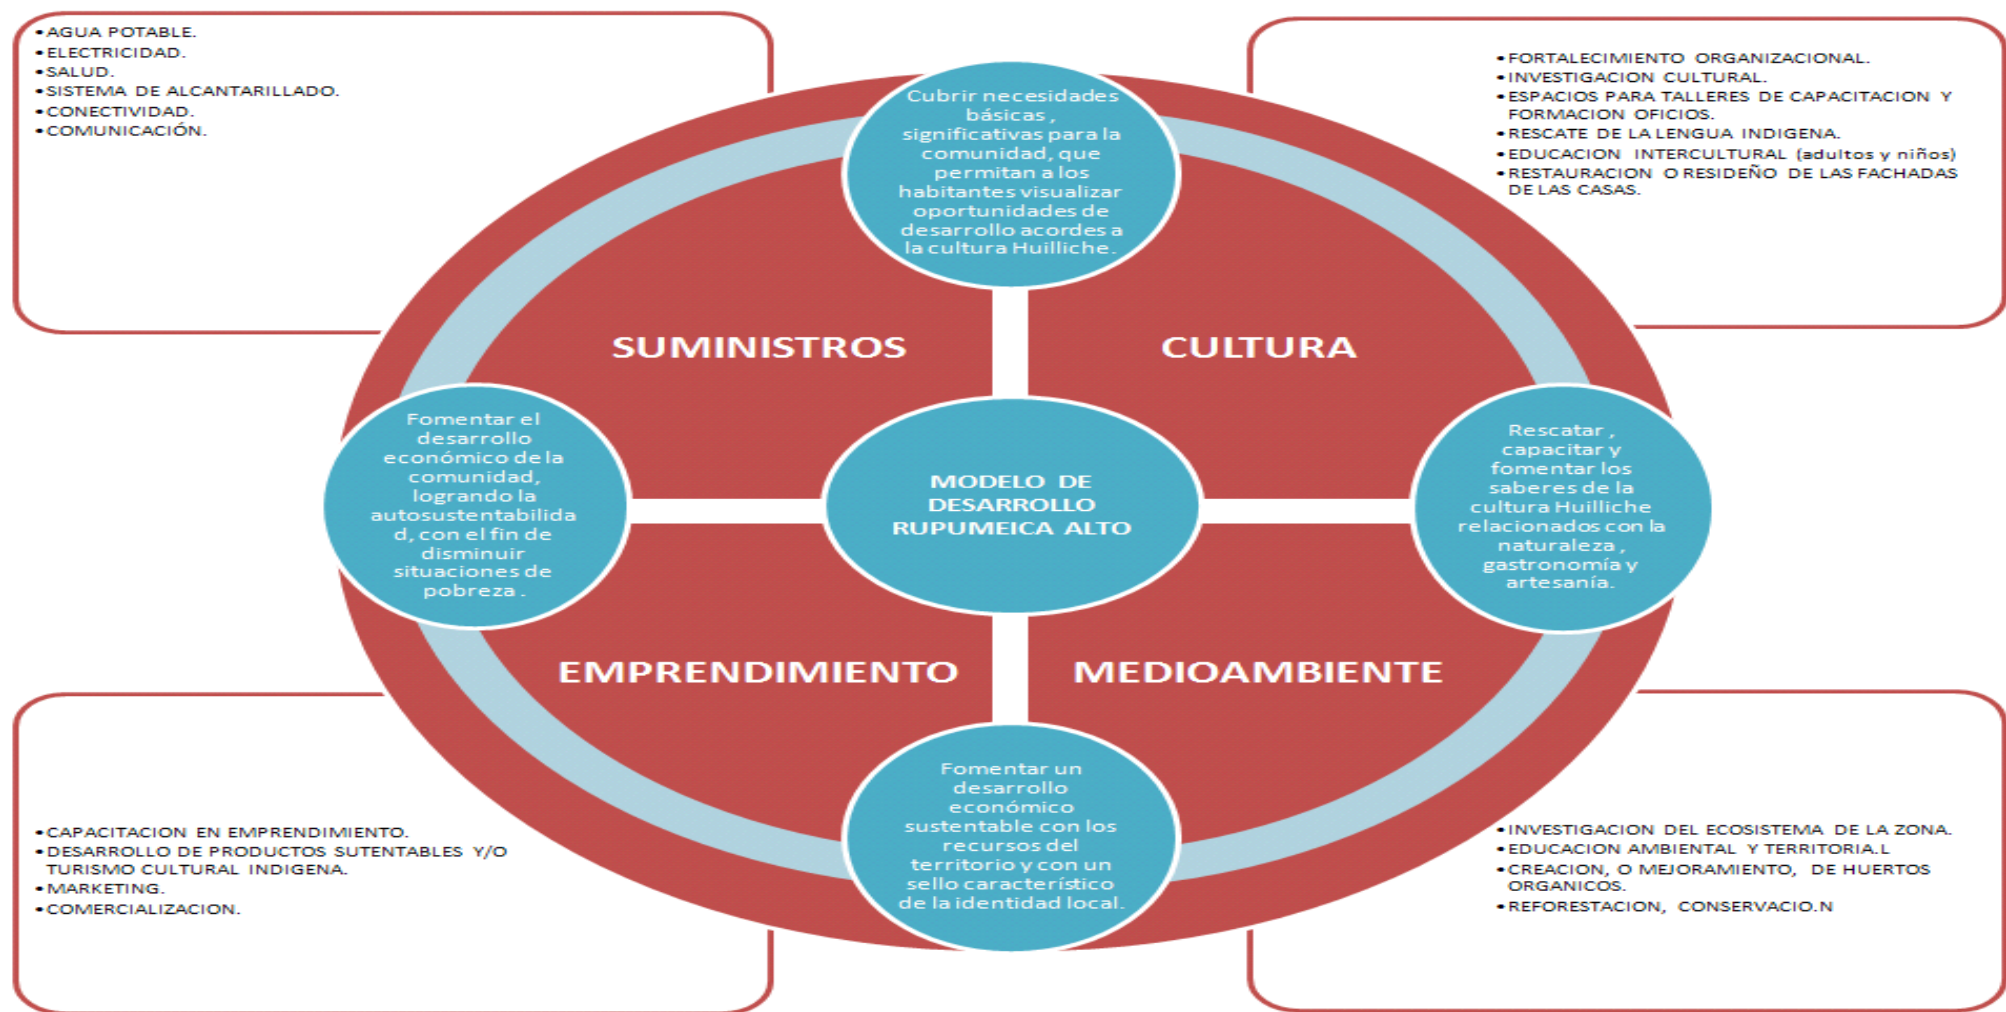 •AGUA POTABLE.
•ELECTRICIDAD.
•SALUD.
•SISTEMA DE ALCANTARILLADO.
•CONECTIVIDAD.
•COMUNICACIÓN.
•FORTALECIMIENTO ORGANIZACIONAL.
•INVESTIGACION CULTURAL.
•ESPACIOS PARA TALLERES DE CAPACITACION Y
FORMACION OFICIOS.
•RESCATE DE LA LENGUA INDIGENA.
•EDUCACION INTERCULTURAL (adultos y niños)
•RESTAURACION O RESIDEÑO DE LAS FACHADAS
DE LAS CASAS.
Cubrir necesidades
básicas ,
significativas para la
comunidad, que
permitan a los
habitantes visualizar
oportunidades de
desarrollo acordes a
la cultura Huilliche.
SUMINISTROS
CULTURA
Fomentar el
desarrollo
económico de la
comunidad,
logrando la
autosustentabilida
d, con el fin de
disminuir
situaciones de
pobreza .
MODELO DE
DESARROLLO
RUPUMEICA ALTO
Rescatar ,
capacitar y
fomentar los
saberes de la
cultura Huilliche
relacionados con la
naturaleza ,
gastronomía y
artesanía.
EMPRENDIMIENTO
MEDIOAMBIENTE
Fomentar un
desarrollo
económico
sustentable con los
recursos del
territorio y con un
sello característico
de la identidad local.
•CAPACITACION EN EMPRENDIMIENTO.
•DESARROLLO DE PRODUCTOS SUTENTABLES Y/O
TURISMO CULTURAL INDIGENA.
•MARKETING.
•COMERCIALIZACION.
•INVESTIGACION DEL ECOSISTEMA DE LA ZONA.
•EDUCACION AMBIENTAL Y TERRITORIA.L
•CREACION, O MEJORAMIENTO, DE HUERTOS
ORGANICOS.
•REFORESTACION, CONSERVACIO.N